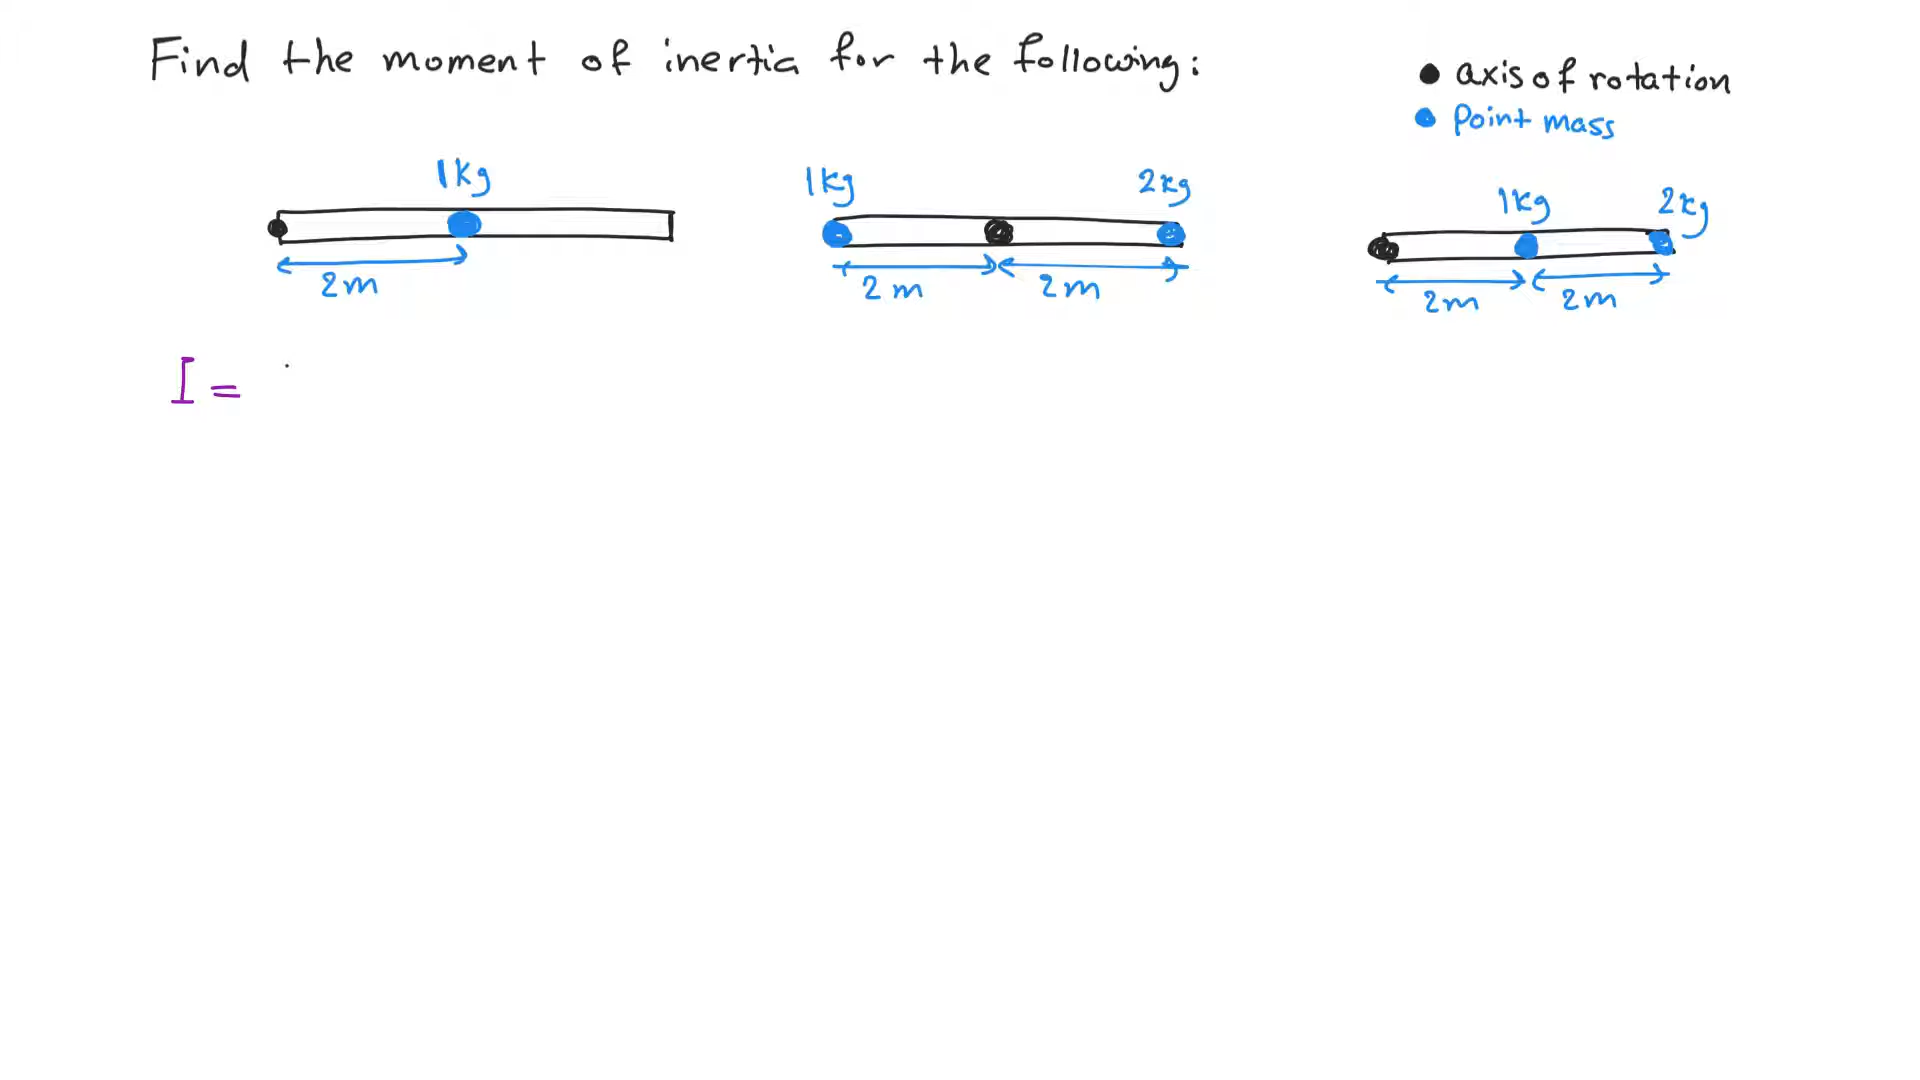 Find the moment of inertia for the following:
axis of rotation
Point mass
1kg
2m
1kg
2kg
2m
2m
1kg
2kg
2m
2m
I =